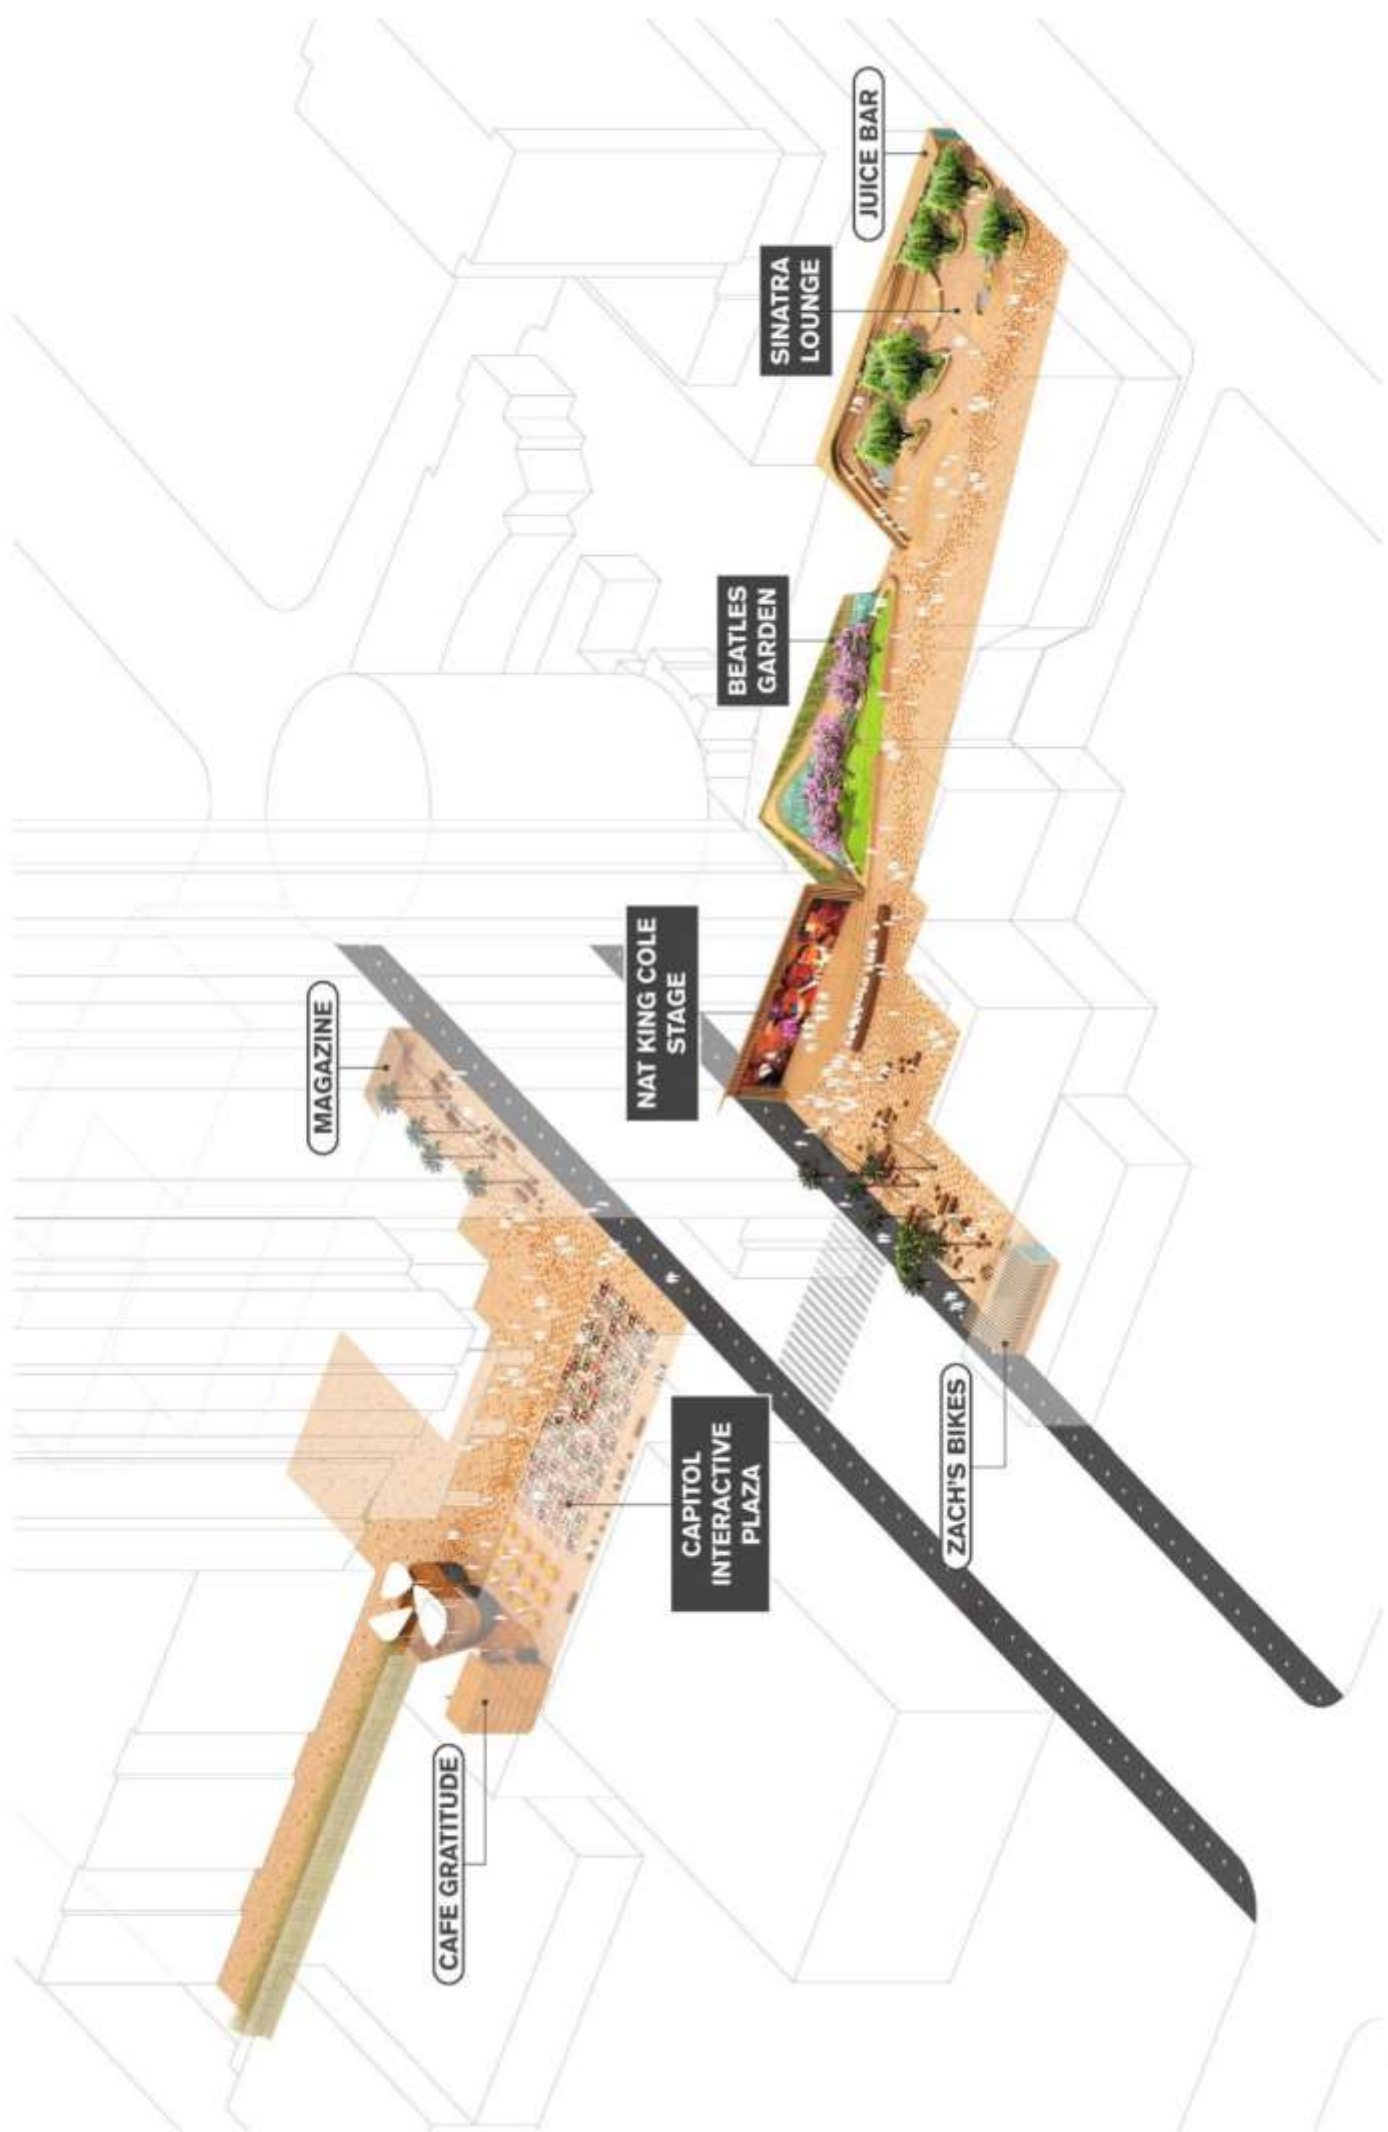 MAGAZINE
CAFE GRATITUDE
NAT KING COLE
STAGE
CAPITOL
INTERACTIVE
PLAZA
BEATLES
GARDEN
SINATRA
LOUNGE
JUICE BAR
ZACH'S BIKES